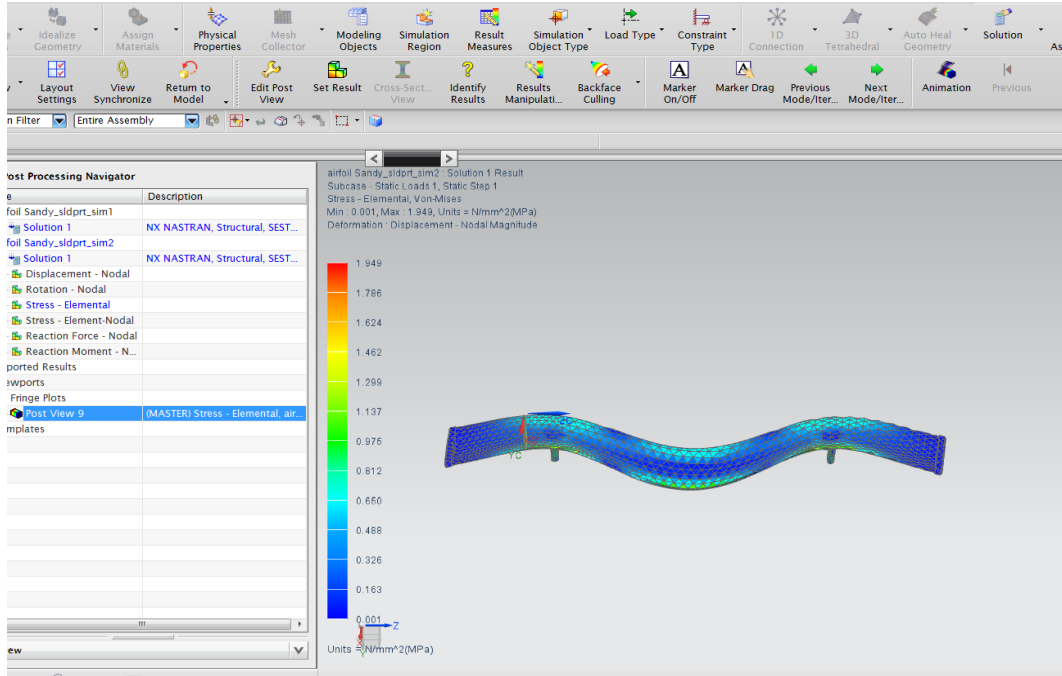 Idealize Geometry
Assign Materials
Physical Properties
Mesh Collector
Modeling Objects
Simulation Region
Result Measures
Simulation Object Type
Load Type
Constraint Type
1D Connection
3D Tetrahedral
Auto Heal Geometry
Solution
As
Layout Settings
View Synchronize
Return to Model
Edit Post View
Set Result
Cross-Sect... View
Identify Results
Results Manipulati...
Backface Culling
Marker On/Off
Marker Drag
Previous Mode/Iter...
Next Mode/Iter...
Animation
Previous
n Filter
Entire Assembly
Post Processing Navigator
e Description
foil Sandy_sldprt_sim1
Solution 1 NX NASTRAN, Structural, SEST...
foil Sandy_sldprt_sim2
Solution 1 NX NASTRAN, Structural, SEST...
Displacement - Nodal
Rotation - Nodal
Stress - Elemental
Stress - Element-Nodal
Reaction Force - Nodal
Reaction Moment - N...
ported Results
ewports
Fringe Plots
Post View 9 (MASTER) Stress - Elemental, air...
mplates
ew
airfoil Sandy_sldprt_sim2 : Solution 1 Result
Subcase - Static Loads 1, Static Step 1
Stress - Elemental, Von-Mises
Min : 0.001, Max : 1.949, Units = N/mm^2(MPa)
Deformation : Displacement - Nodal Magnitude
1.949
1.786
1.624
1.462
1.299
1.137
0.975
0.812
0.650
0.488
0.326
0.163
0.001
Units = N/mm^2(MPa)
ZC
YC
Z
X
Y